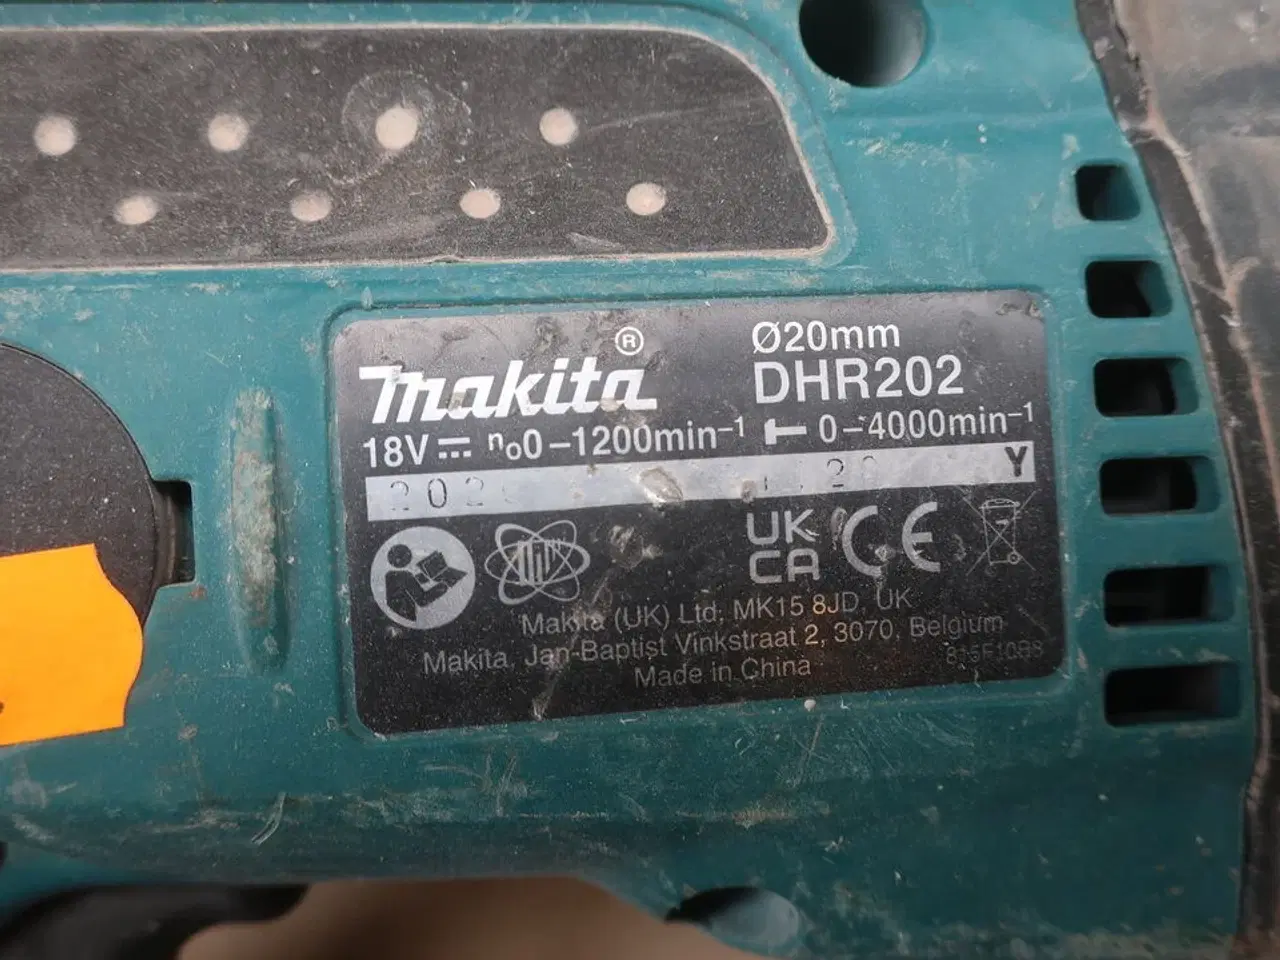 makita®
Ø20mm
DHR202
18V ⎓ n₀0–1200min⁻¹ 0–4000min⁻¹
Y
UK
CA
CE
Makita (UK) Ltd, MK15 8JD, UK
Makita, Jan-Baptist Vinkstraat 2, 3070, Belgium
Made in China